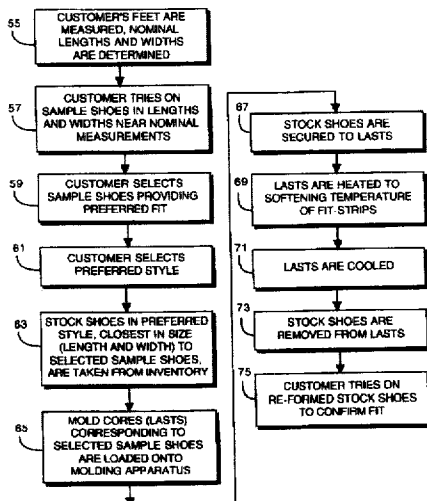 55
CUSTOMER'S FEET ARE
MEASURED, NOMINAL
LENGTHS AND WIDTHS
ARE DETERMINED
57
CUSTOMER TRIES ON
SAMPLE SHOES IN LENGTHS
AND WIDTHS NEAR NOMINAL
MEASUREMENTS
59
CUSTOMER SELECTS
SAMPLE SHOES PROVIDING
PREFERRED FIT
61
CUSTOMER SELECTS
PREFERRED STYLE
63
STOCK SHOES IN PREFERRED
STYLE, CLOSEST IN SIZE
(LENGTH AND WIDTH) TO
SELECTED SAMPLE SHOES,
ARE TAKEN FROM INVENTORY
65
MOLD CORES (LASTS)
CORRESPONDING TO
SELECTED SAMPLE SHOES
ARE LOADED ONTO
MOLDING APPARATUS
67
STOCK SHOES ARE
SECURED TO LASTS
69
LASTS ARE HEATED TO
SOFTENING TEMPERATURE
OF FIT-STRIPS
71
LASTS ARE COOLED
73
STOCK SHOES ARE
REMOVED FROM LASTS
75
CUSTOMER TRIES ON
RE-FORMED STOCK SHOES
TO CONFIRM FIT